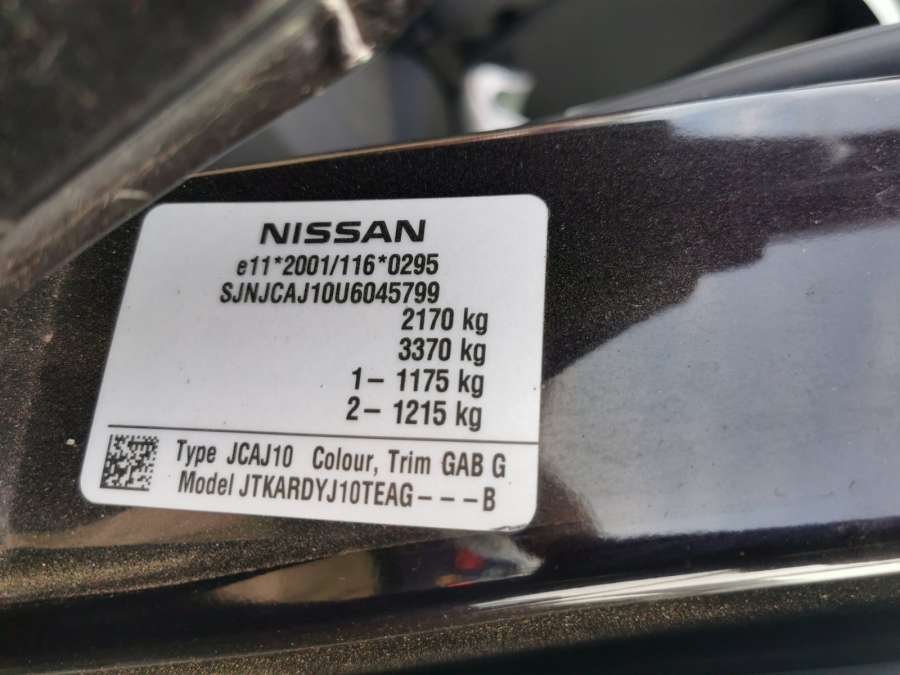 NISSAN
e11*2001/116*0295
SJNJCAJ10U6045799
2170 kg
3370 kg
1– 1175 kg
2– 1215 kg
Type JCAJ10 Colour, Trim GAB G
Model JTKARDYJ10TEAG– – –B